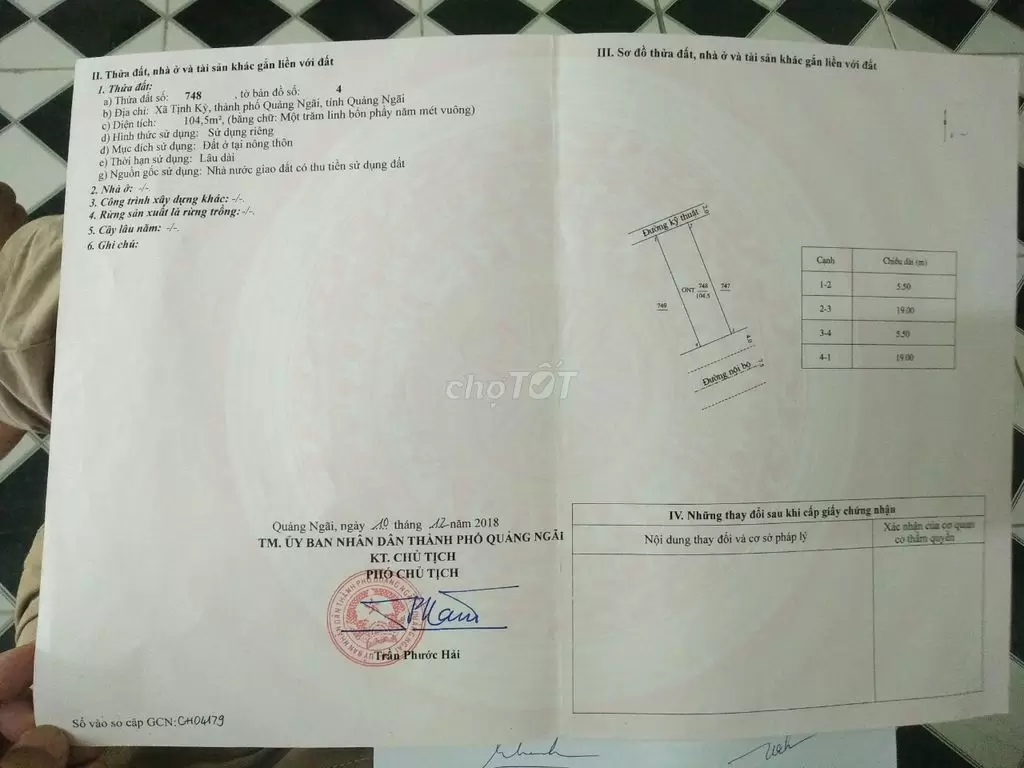 II. Thửa đất, nhà ở và tài sản khác gắn liền với đất
1. Thửa đất:
a) Thửa đất số: 748 , tờ bản đồ số: 4
b) Địa chỉ: Xã Tịnh Kỳ, thành phố Quảng Ngãi, tỉnh Quảng Ngãi
c) Diện tích: 104,5m², (bằng chữ: Một trăm linh bốn phẩy năm mét vuông)
d) Hình thức sử dụng: Sử dụng riêng
đ) Mục đích sử dụng: Đất ở tại nông thôn
e) Thời hạn sử dụng: Lâu dài
g) Nguồn gốc sử dụng: Nhà nước giao đất có thu tiền sử dụng đất
2. Nhà ở: -/-
3. Công trình xây dựng khác: -/-.
4. Rừng sản xuất là rừng trồng:-/-.
5. Cây lâu năm: -/-.
6. Ghi chú:
Quảng Ngãi, ngày 10 tháng 12 năm 2018
TM. ỦY BAN NHÂN DÂN THÀNH PHỐ QUẢNG NGÃI
KT. CHỦ TỊCH
PHÓ CHỦ TỊCH
Trần Phước Hải
Số vào sổ cấp GCN: CH04179
III. Sơ đồ thửa đất, nhà ở và tài sản khác gắn liền với đất
Đường kỹ thuật
ONT 748
104.5
747
749
4.0
Đường nội bộ
Cạnh Chiều dài (m)
1-2 5.50
2-3 19.00
3-4 5.50
4-1 19.00
chợTỐT
IV. Những thay đổi sau khi cấp giấy chứng nhận
Nội dung thay đổi và cơ sở pháp lý
Xác nhận của cơ quan
có thẩm quyền